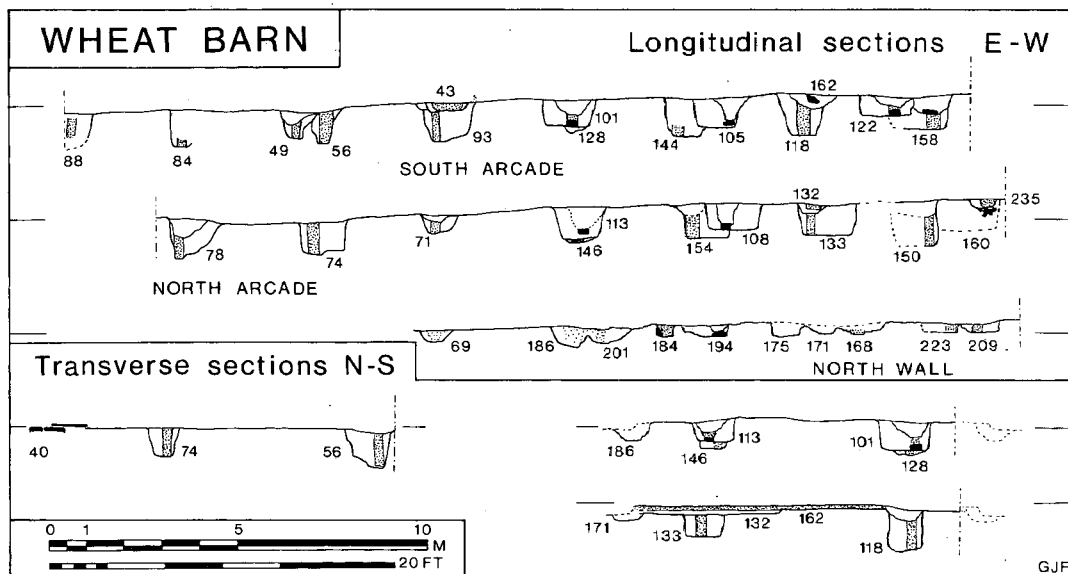 WHEAT BARN
Longitudinal sections E-W
43 162
101
88 84 49 56 93 128 144 105 118 122 158
SOUTH ARCADE
132 235
113
78 74 71 146 154 108 133 150 160
NORTH ARCADE
69 186 201 184 194 175 171 168 223 209
NORTH WALL
Transverse sections N-S
40 74 56 186 146 113 101 128
171 133 132 162 118
0 1 5 10
M
20 FT
GJF